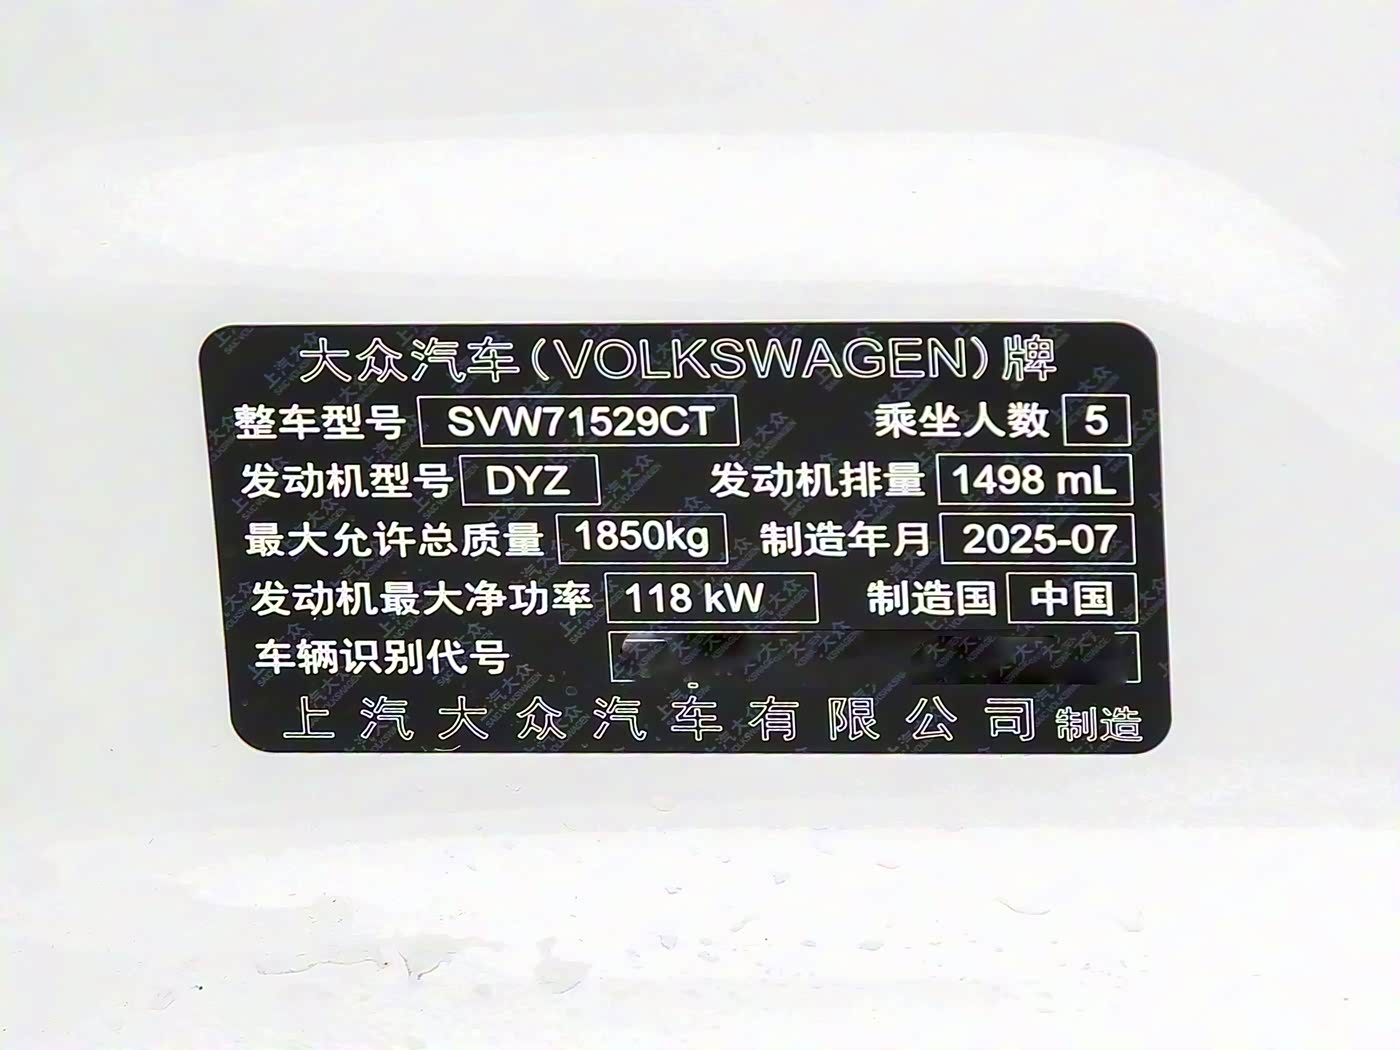 大众汽车(VOLKSWAGEN)牌
整车型号 SVW71529CT 乘坐人数 5
发动机型号 DYZ 发动机排量 1498 mL
最大允许总质量 1850kg 制造年月 2025-07
发动机最大净功率 118 kW 制造国 中国
车辆识别代号
上汽大众汽车有限公司 制造